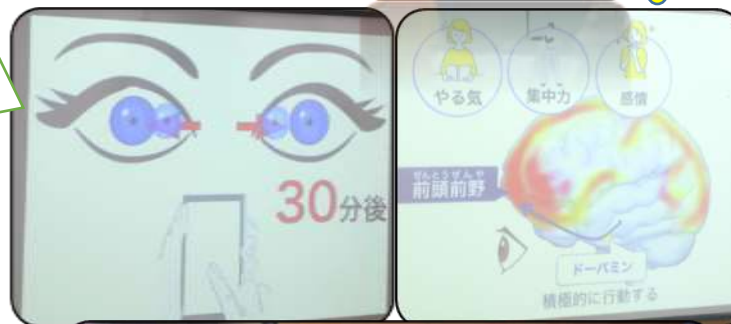 30分後
やる気
集中力
感情
ぜんとうぜんや
前頭前野
ドーパミン
積極的に行動する